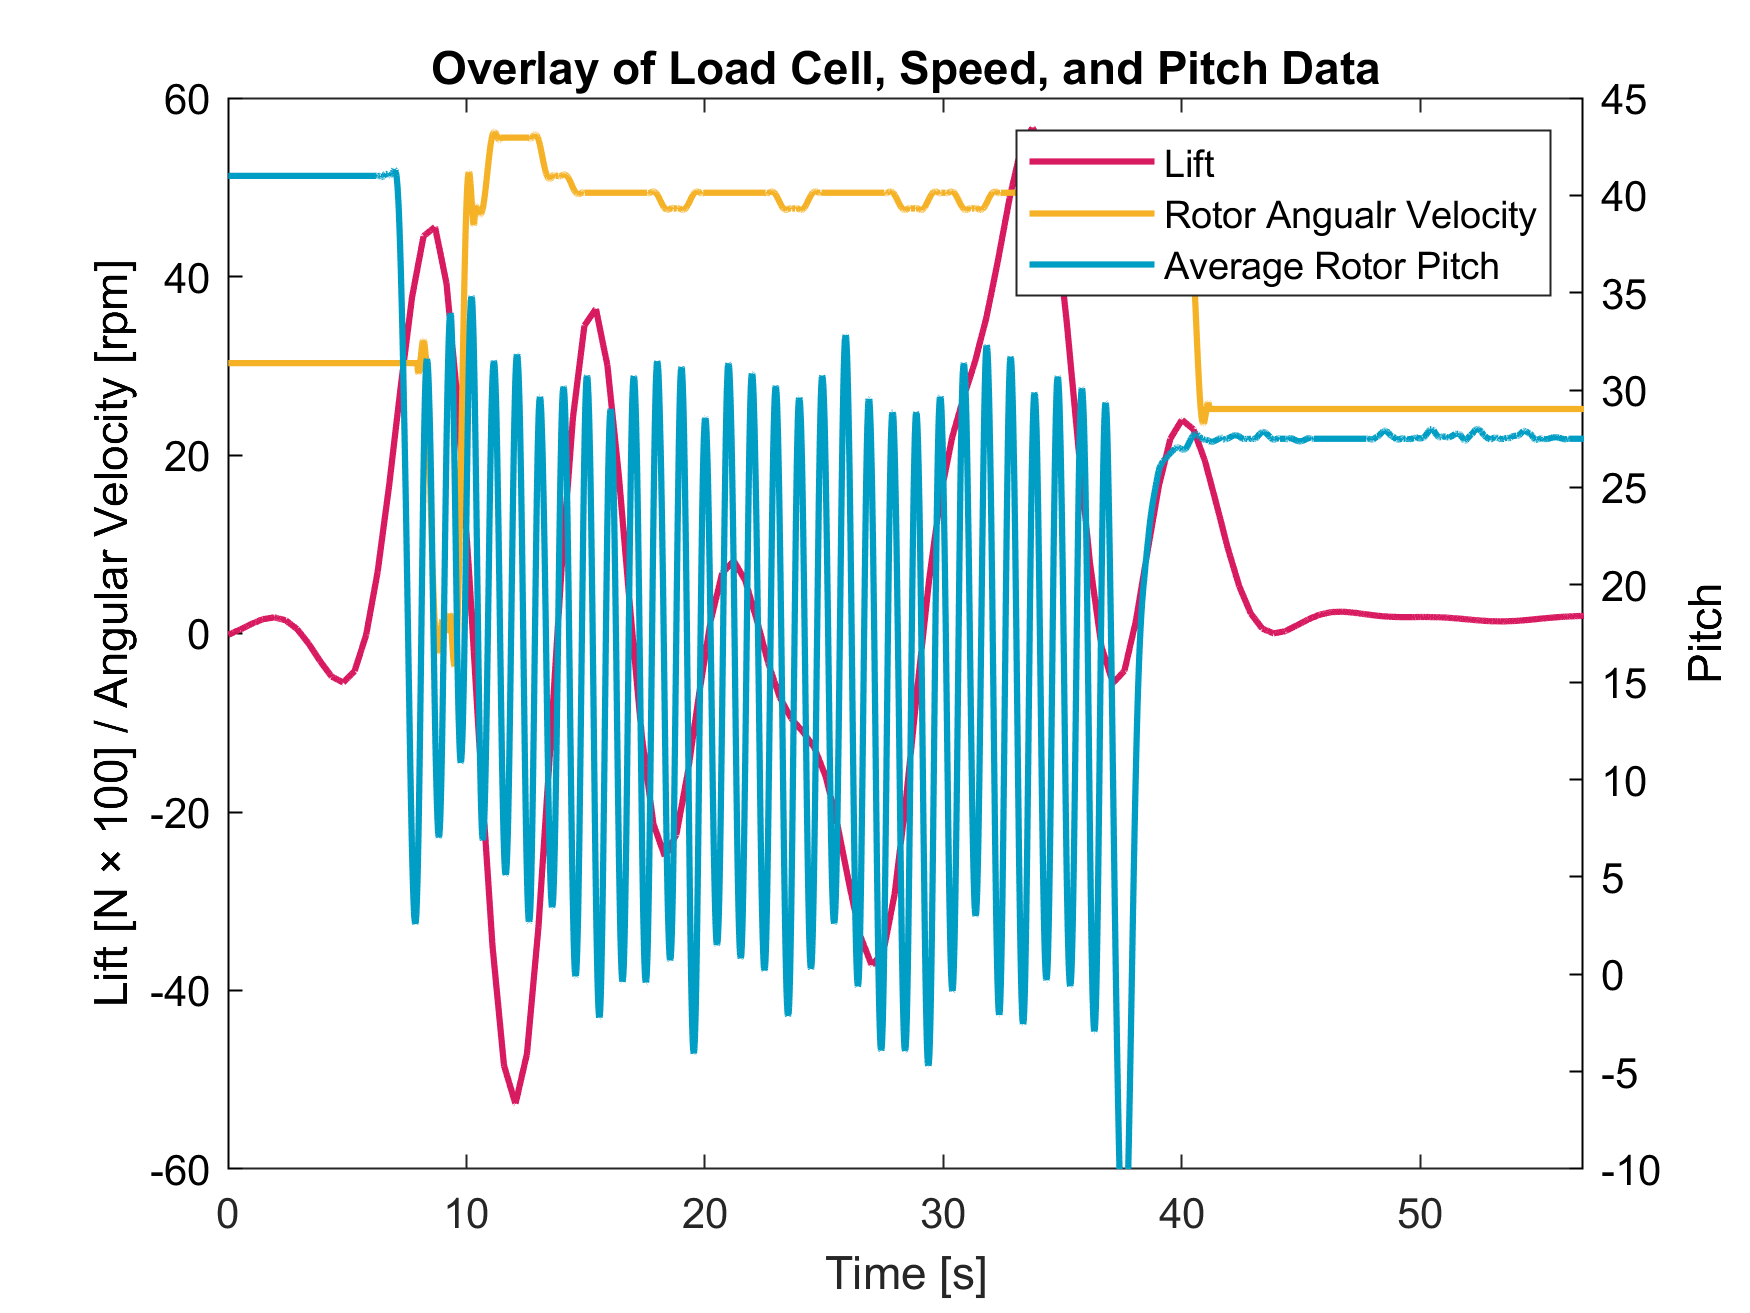 Overlay of Load Cell, Speed, and Pitch Data
60
40
20
0
-20
-40
-60
Lift [N × 100] / Angular Velocity [rpm]
Lift
Rotor Angualr Velocity
Average Rotor Pitch
45
40
35
30
25
20
15
10
5
0
-5
-10
Pitch
0 10 20 30 40 50
Time [s]